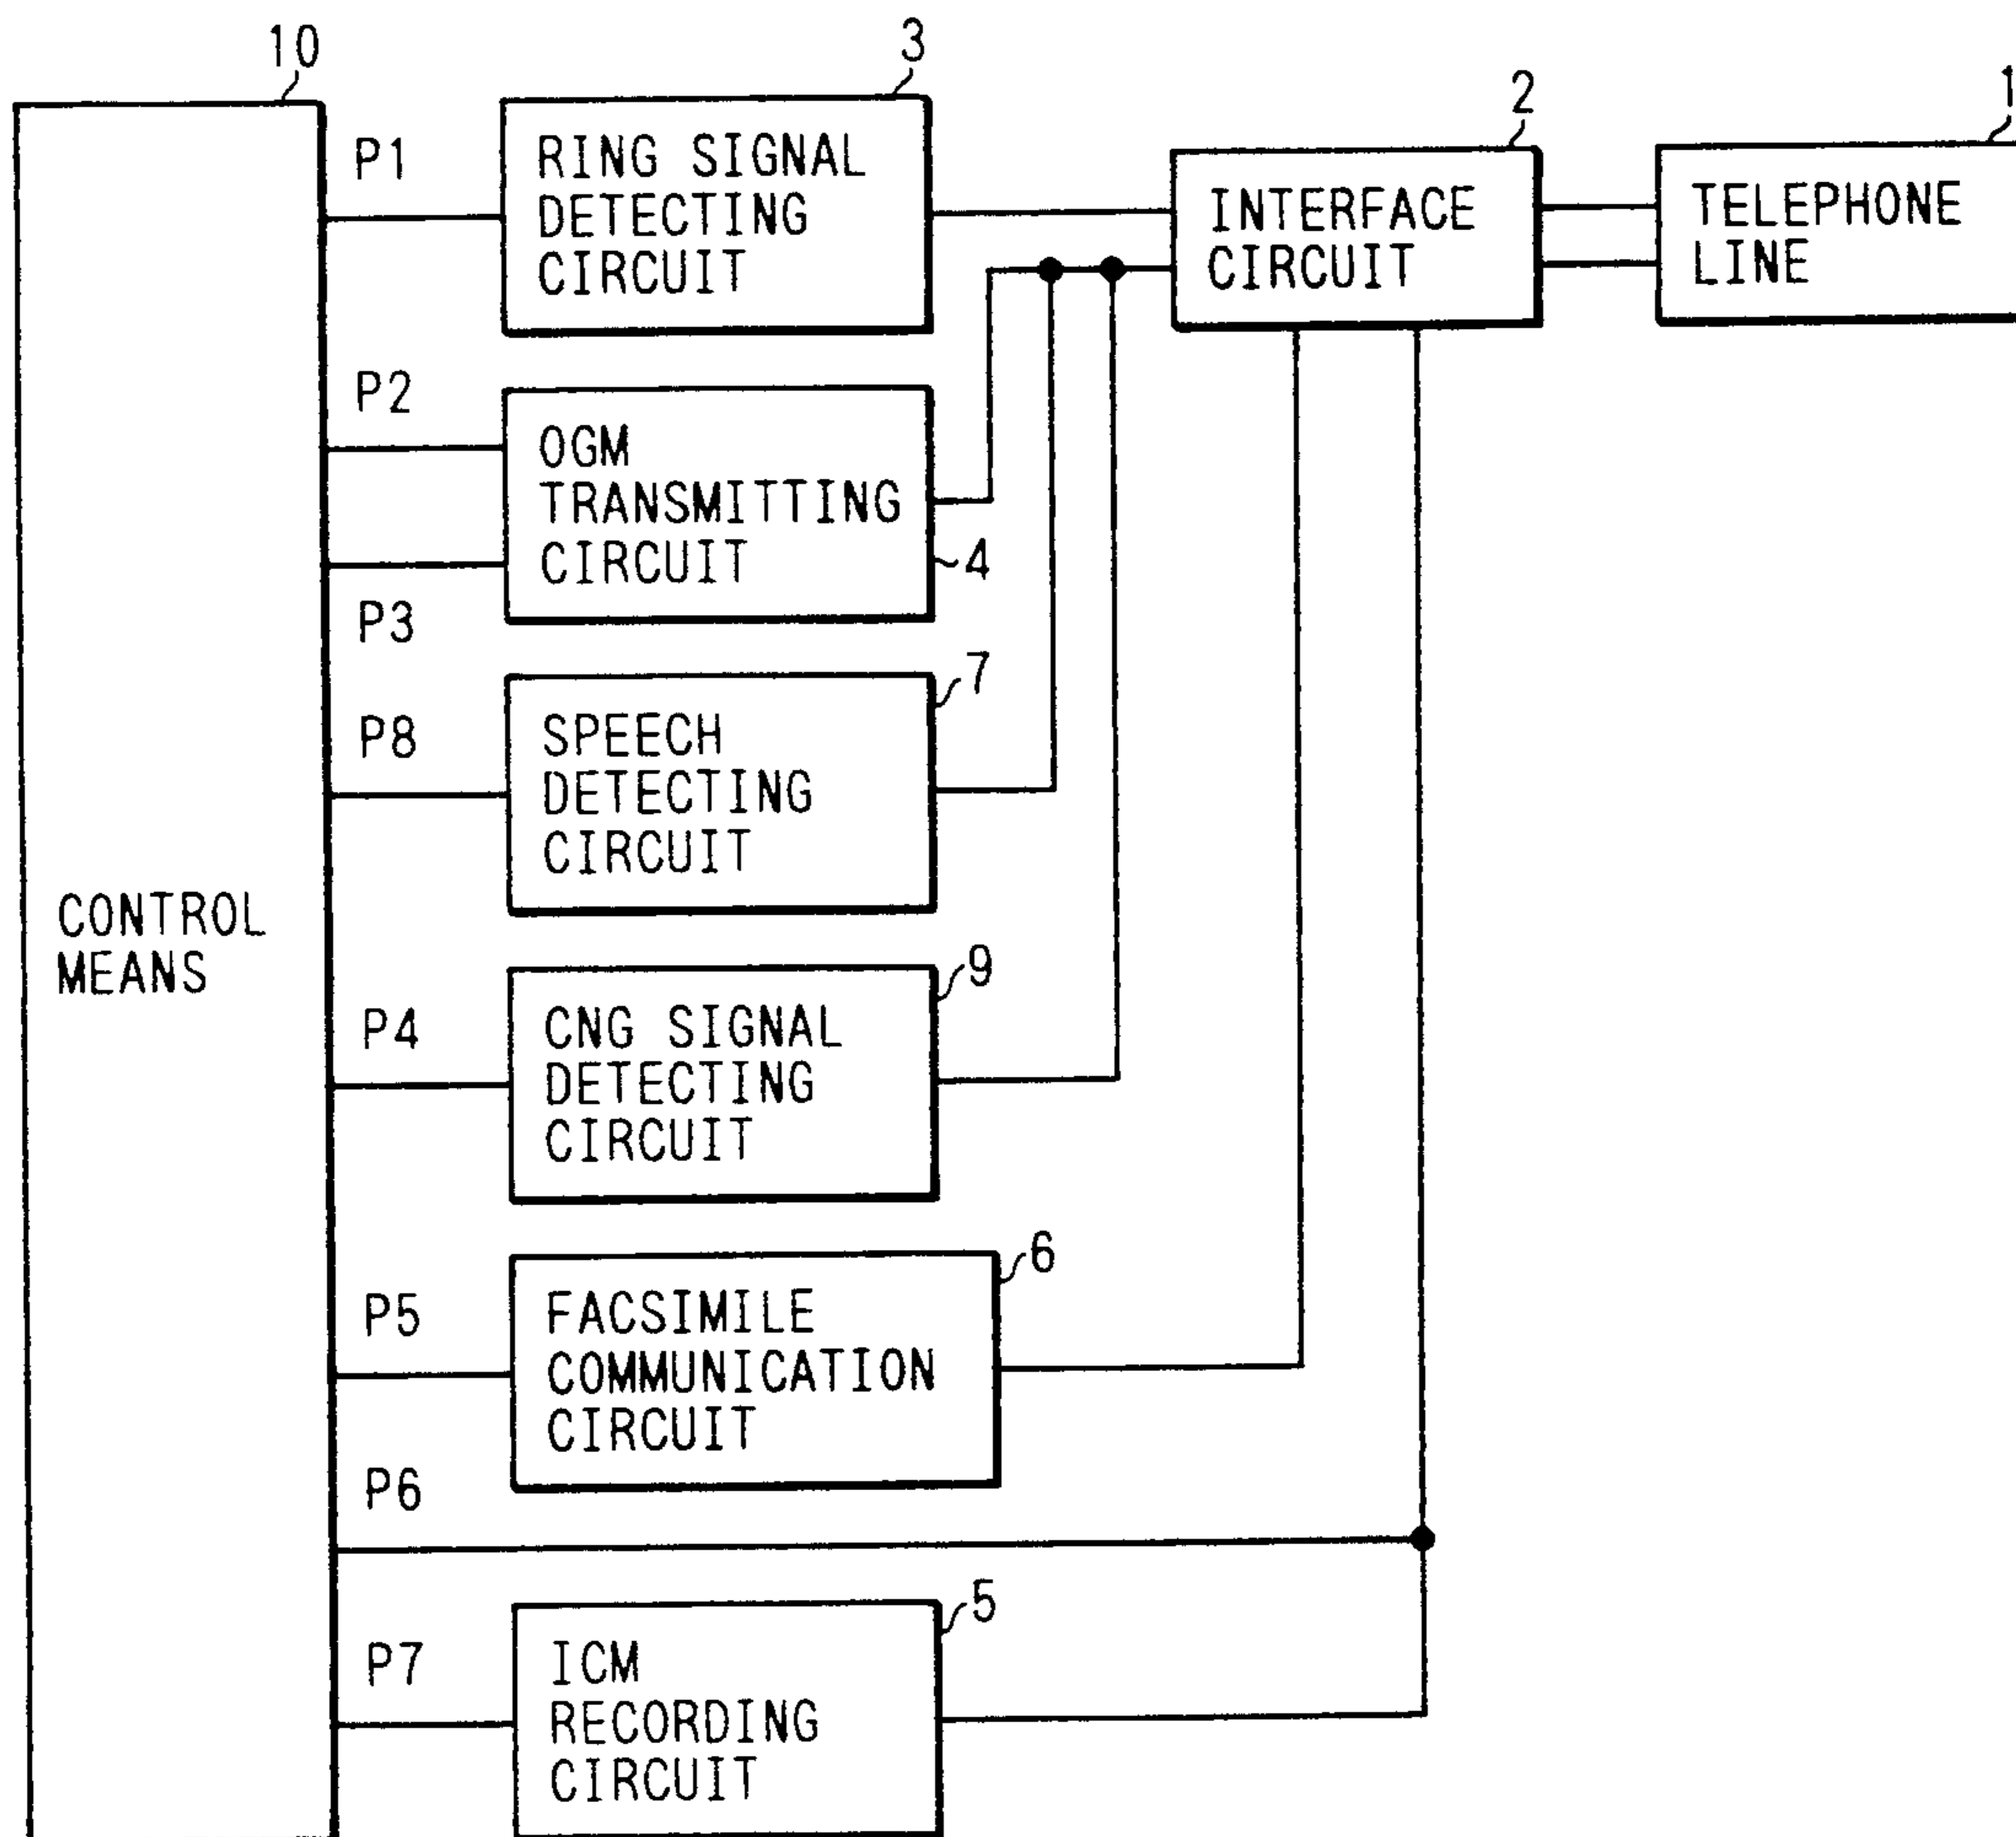 10
3
2
1
P1
RING SIGNAL
DETECTING
CIRCUIT
INTERFACE
CIRCUIT
TELEPHONE
LINE
P2
OGM
TRANSMITTING
CIRCUIT
4
P3
7
P8
SPEECH
DETECTING
CIRCUIT
CONTROL
MEANS
9
P4
CNG SIGNAL
DETECTING
CIRCUIT
6
P5
FACSIMILE
COMMUNICATION
CIRCUIT
P6
5
P7
ICM
RECORDING
CIRCUIT